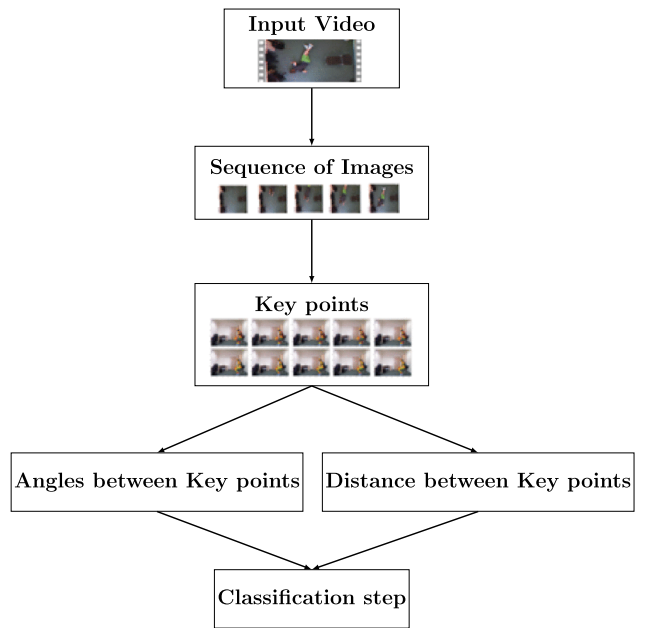 Input Video
Sequence of Images
Key points
Angles between Key points
Distance between Key points
Classification step